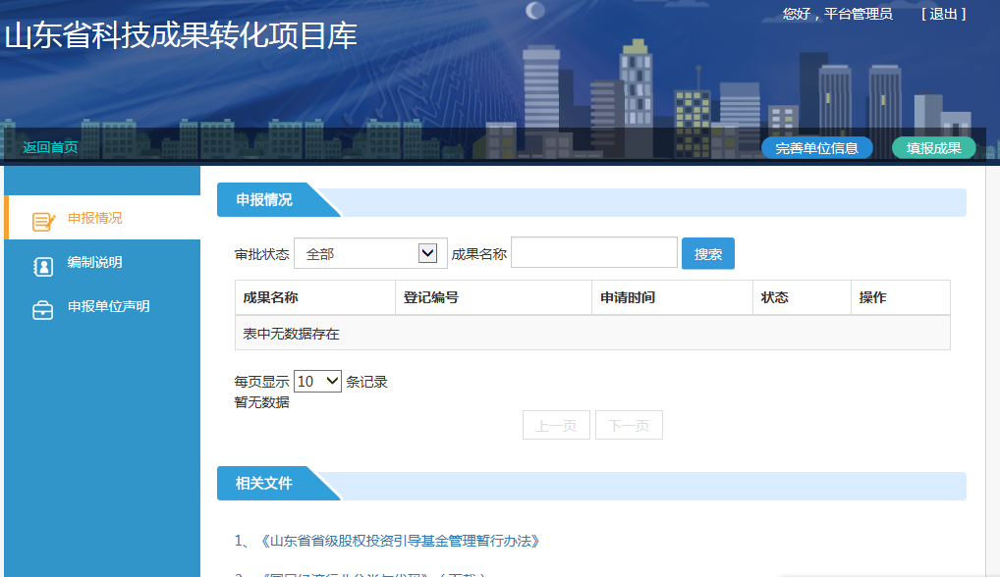 您好，平台管理员 [ 退出 ]
山东省科技成果转化项目库
返回首页 完善单位信息 填报成果
申报情况
编制说明
申报单位声明
申报情况
审批状态 全部 成果名称 搜索
成果名称 登记编号 申请时间 状态 操作
表中无数据存在
每页显示 10 条记录
暂无数据
上一页 下一页
相关文件
1、《山东省省级股权投资引导基金管理暂行办法》